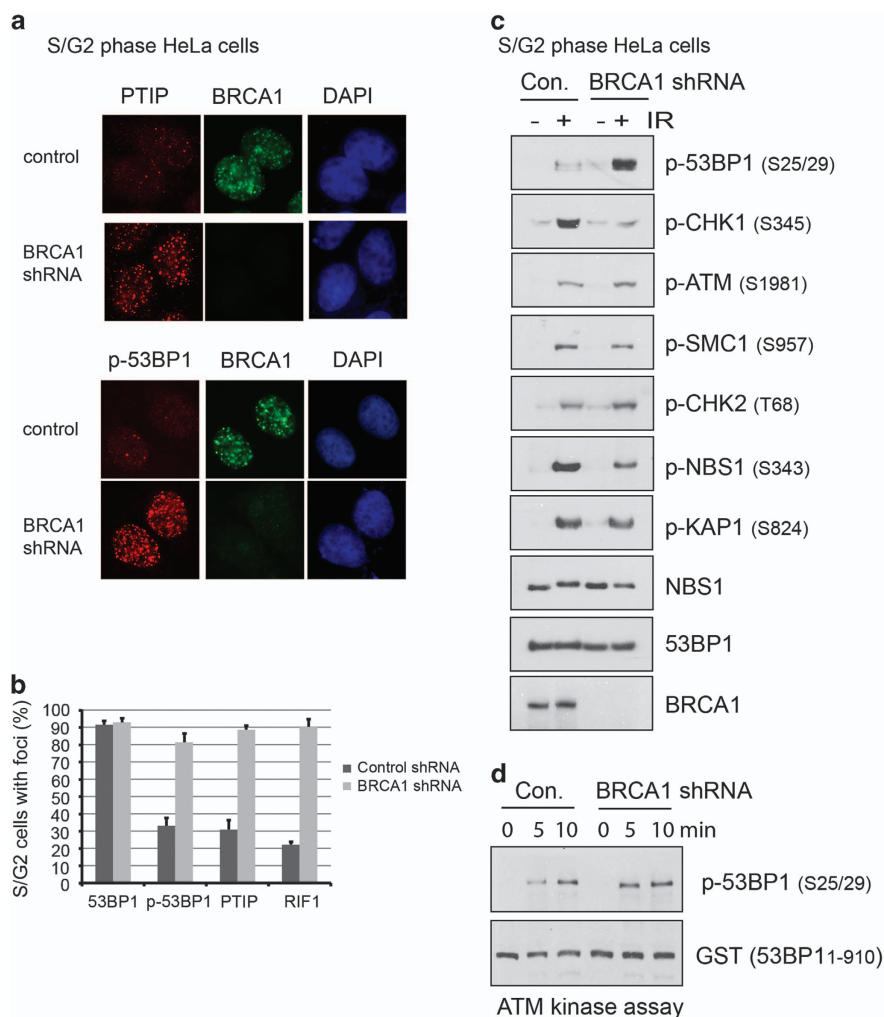 a
S/G2 phase HeLa cells
PTIP BRCA1 DAPI
control
BRCA1
shRNA
p-53BP1 BRCA1 DAPI
control
BRCA1
shRNA
b
S/G2 cells with foci (%)
100
90
80
70
60
50
40
30
20
10
0
53BP1 p-53BP1 PTIP RIF1
Control shRNA
BRCA1 shRNA
c
S/G2 phase HeLa cells
Con. BRCA1 shRNA
- + - + IR
p-53BP1 (S25/29)
p-CHK1 (S345)
p-ATM (S1981)
p-SMC1 (S957)
p-CHK2 (T68)
p-NBS1 (S343)
p-KAP1 (S824)
NBS1
53BP1
BRCA1
d
Con. BRCA1 shRNA
0 5 10 0 5 10 min
p-53BP1 (S25/29)
GST (53BP11-910)
ATM kinase assay